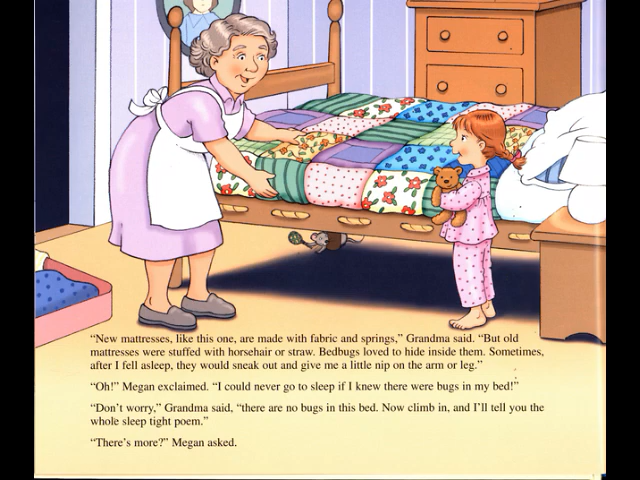 “New mattresses, like this one, are made with fabric and springs,” Grandma said. “But old
mattresses were stuffed with horsehair or straw. Bedbugs loved to hide inside them. Sometimes,
after I fell asleep, they would sneak out and give me a little nip on the arm or leg.”
“Oh!” Megan exclaimed. “I could never go to sleep if I knew there were bugs in my bed!”
“Don’t worry,” Grandma said, “there are no bugs in this bed. Now climb in, and I’ll tell you the
whole sleep tight poem.”
“There’s more?” Megan asked.